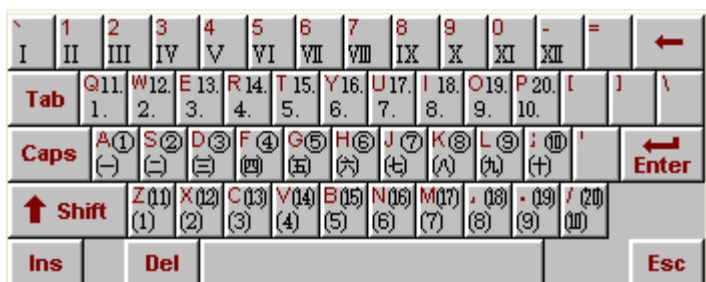 ` 1 2 3 4 5 6 7 8 9 0 - = ←
Ⅰ Ⅱ Ⅲ Ⅳ Ⅴ Ⅵ Ⅶ Ⅷ Ⅸ Ⅹ Ⅺ Ⅻ
Tab Q 11. W 12. E 13. R 14. T 15. Y 16. U 17. I 18. O 19. P 20. [ ] \
1. 2. 3. 4. 5. 6. 7. 8. 9. 10.
Caps A ① S ② D ③ F ④ G ⑤ H ⑥ J ⑦ K ⑧ L ⑨ ; ⑩ ' Enter
㈠ ㈡ ㈢ ㈣ ㈤ ㈥ ㈦ ㈧ ㈨ ㈩
Shift Z ⑾ X ⑿ C ⒀ V ⒁ B ⒂ N ⒃ M ⒄ , ⒅ . ⒆ / ⒇
⑴ ⑵ ⑶ ⑷ ⑸ ⑹ ⑺ ⑻ ⑼ ⑽
Ins Del Esc